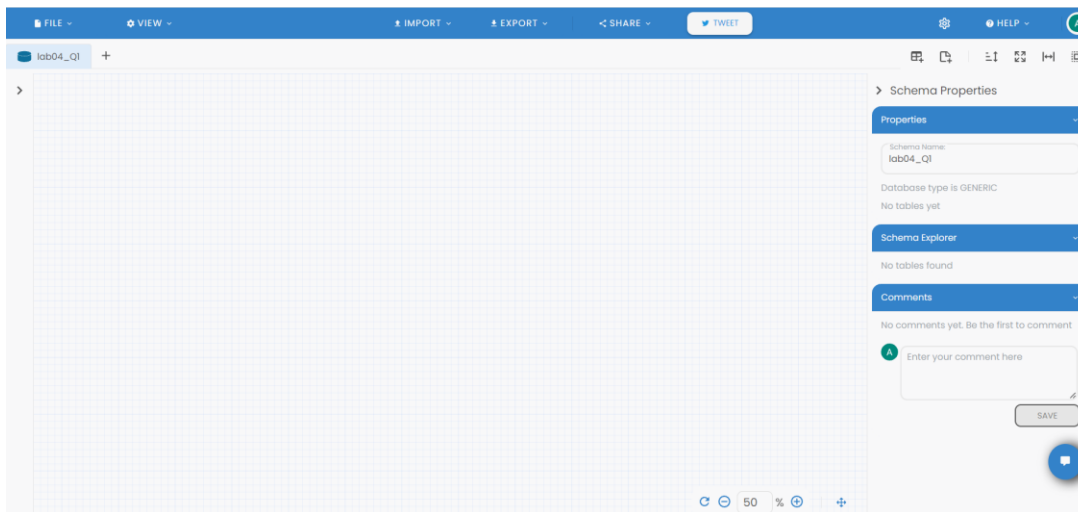 FILE VIEW IMPORT EXPORT SHARE TWEET HELP A
lab04_Q1 +
Schema Properties
Properties
Schema Name:
lab04_Q1
Database type is GENERIC
No tables yet
Schema Explorer
No tables found
Comments
No comments yet. Be the first to comment
A
Enter your comment here
SAVE
50 %